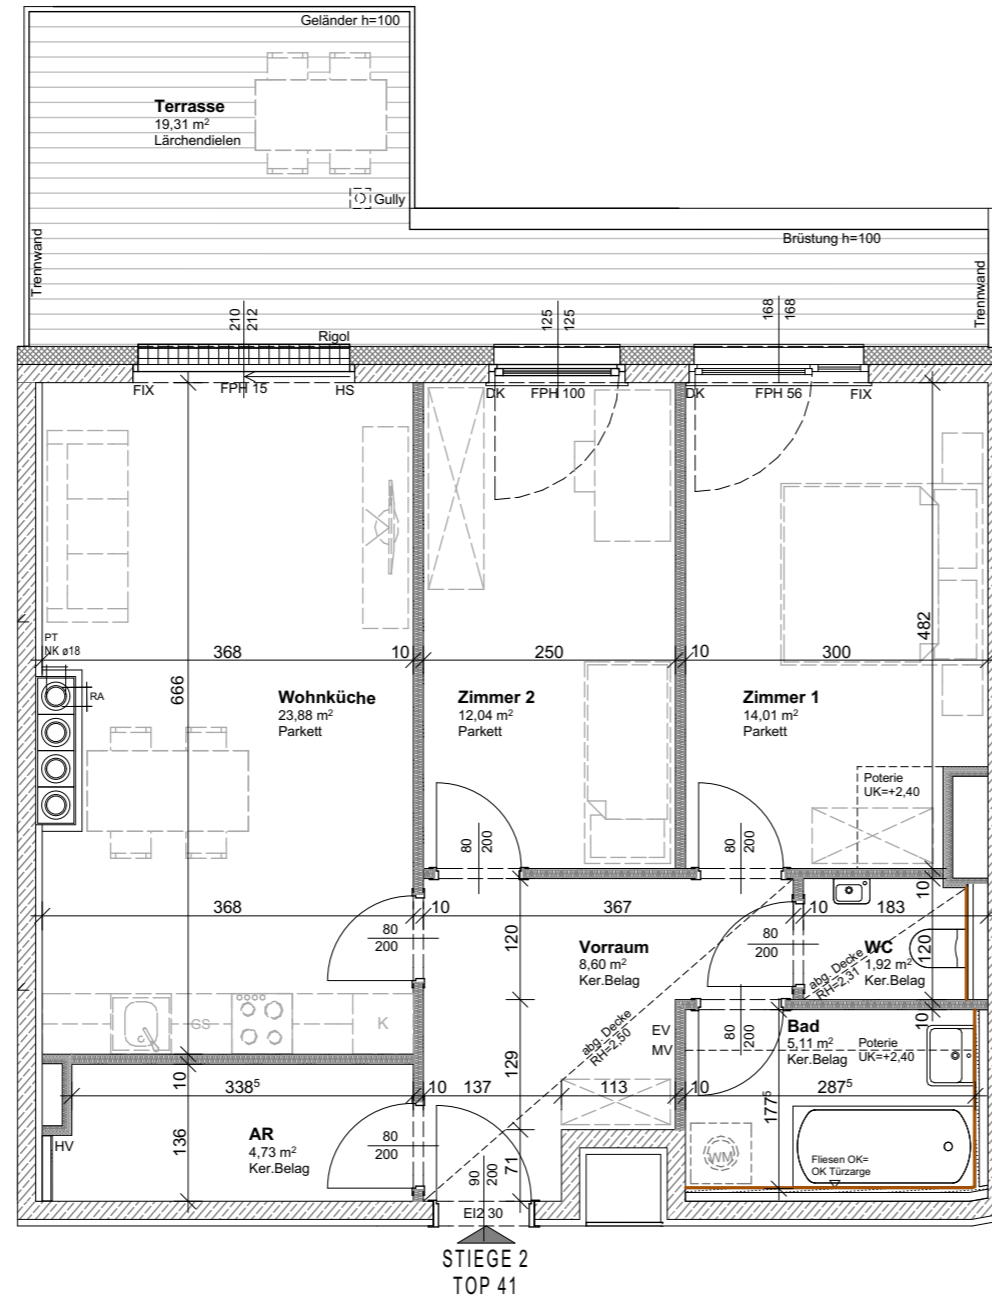 Geländer h=100
Terrasse
19,31 m²
Lärchendielen
Gully
Trennwand
Brüstung h=100
Trennwand
210
212
125
125
168
168
Rigol
FIX
FPH 15
HS
DK
FPH 100
DK
FPH 56
FIX
PT
NK ø18
RA
368
10
250
10
300
482
666
Wohnküche
23,88 m²
Parkett
Zimmer 2
12,04 m²
Parkett
Zimmer 1
14,01 m²
Parkett
Poterie
UK=+2,40
80
200
80
200
10
368
10
367
10
183
80
200
120
Vorraum
8,60 m²
Ker.Belag
80
200
WC
1,92 m²
Ker.Belag
120
abg. Decke
RH=2,31
GS
K
abg. Decke
RH=2,50
EV
MV
80
200
Bad
5,11 m²
Ker.Belag
Poterie
UK=+2,40
10
10
338⁵
10
137
129
113
10
287⁵
177⁵
HV
136
AR
4,73 m²
Ker.Belag
80
200
90
200
71
WM
Fliesen OK=
OK Türzarge
EI2 30
STIEGE 2
TOP 41